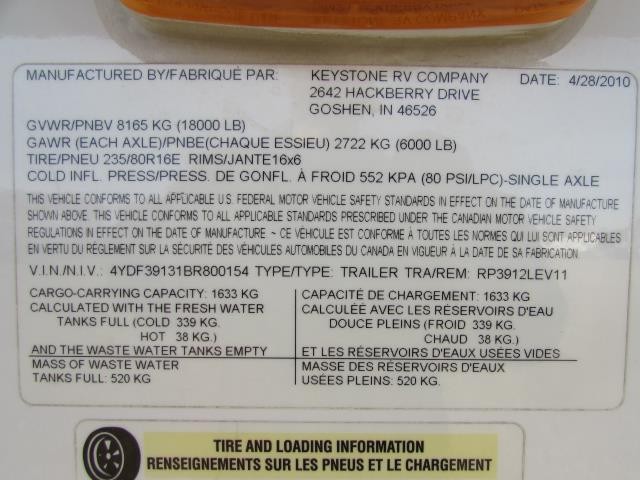 MANUFACTURED BY/FABRIQUÉ PAR: KEYSTONE RV COMPANY DATE: 4/28/2010
2642 HACKBERRY DRIVE
GOSHEN, IN 46526
GVWR/PNBV 8165 KG (18000 LB)
GAWR (EACH AXLE)/PNBE(CHAQUE ESSIEU) 2722 KG (6000 LB)
TIRE/PNEU 235/80R16E RIMS/JANTE16x6
COLD INFL. PRESS/PRESS. DE GONFL. À FROID 552 KPA (80 PSI/LPC)-SINGLE AXLE
THIS VEHICLE CONFORMS TO ALL APPLICABLE U.S. FEDERAL MOTOR VEHICLE SAFETY STANDARDS IN EFFECT ON THE DATE OF MANUFACTURE
SHOWN ABOVE. THIS VEHICLE CONFORMS TO ALL APPLICABLE STANDARDS PRESCRIBED UNDER THE CANADIAN MOTOR VEHICLE SAFETY
REGULATIONS IN EFFECT ON THE DATE OF MANUFACTURE ~ CE VÉHICULE EST CONFORME À TOUTES LES NORMES QUI LUI SONT APPLICABLES
EN VERTU DU RÉGLEMENT SUR LA SÉCURITÉ DES VÉHICULES AUTOMOBILES DU CANADA EN VIGUEUR À LA DATE DE SA FABRICATION
V.I.N./N.I.V.: 4YDF39131BR800154 TYPE/TYPE: TRAILER TRA/REM: RP3912LEV11
CARGO-CARRYING CAPACITY: 1633 KG
CALCULATED WITH THE FRESH WATER
TANKS FULL (COLD 339 KG.
HOT 38 KG.)
AND THE WASTE WATER TANKS EMPTY
MASS OF WASTE WATER
TANKS FULL: 520 KG
CAPACITÉ DE CHARGEMENT: 1633 KG
CALCULÉE AVEC LES RÉSERVOIRS D'EAU
DOUCE PLEINS (FROID 339 KG.
CHAUD 38 KG.)
ET LES RÉSERVOIRS D'EAUX USÉES VIDES
MASSE DES RÉSERVOIRS D'EAUX
USÉES PLEINS: 520 KG.
TIRE AND LOADING INFORMATION
RENSEIGNEMENTS SUR LES PNEUS ET LE CHARGEMENT